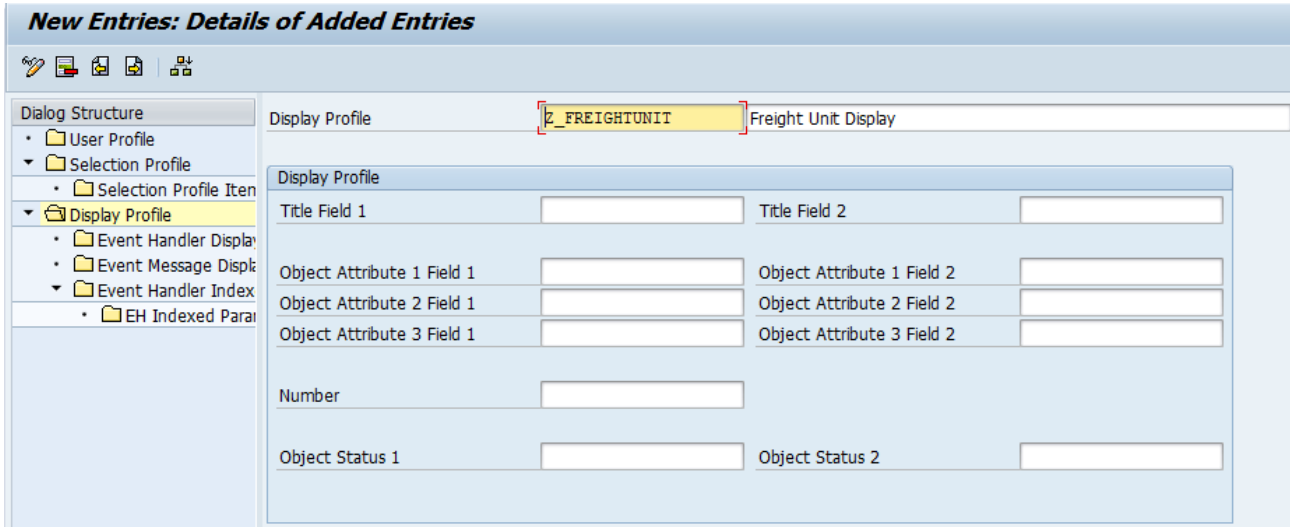 New Entries: Details of Added Entries
Dialog Structure
User Profile
Selection Profile
Selection Profile Iten
Display Profile
Event Handler Display
Event Message Displa
Event Handler Index
EH Indexed Parar
Display Profile Z_FREIGHTUNIT Freight Unit Display
Display Profile
Title Field 1 Title Field 2
Object Attribute 1 Field 1 Object Attribute 1 Field 2
Object Attribute 2 Field 1 Object Attribute 2 Field 2
Object Attribute 3 Field 1 Object Attribute 3 Field 2
Number
Object Status 1 Object Status 2